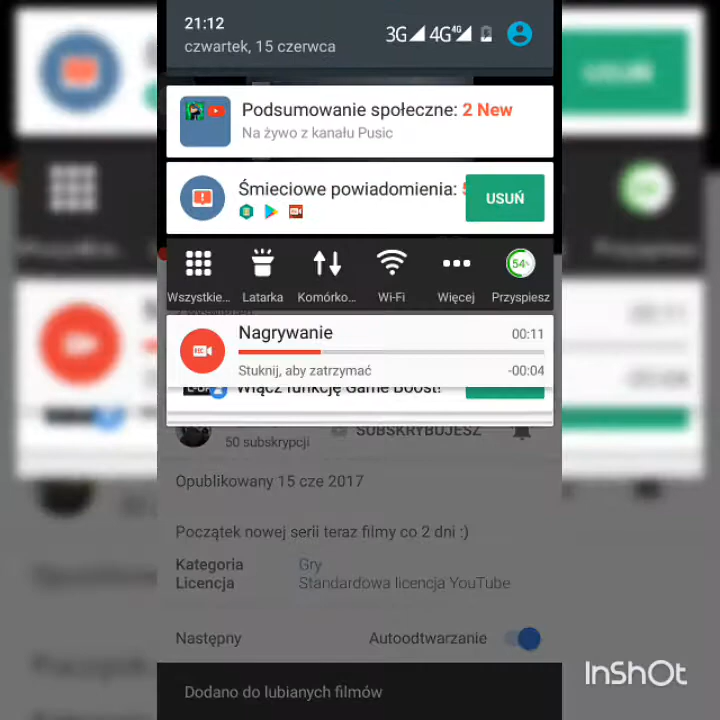 21:12
3G 4G 4G
czwartek, 15 czerwca
Podsumowanie społeczne: 2 New
Na żywo z kanału Pusic
Śmieciowe powiadomienia:
USUŃ
54%
Wszystkie... Latarka Komórko... Wi-Fi Więcej Przyspiesz
Nagrywanie 00:11
REC
Stuknij, aby zatrzymać -00:04
Włącz funkcję Game Boost!
SUBSKRYBUJESZ
50 subskrypcji
Opublikowany 15 cze 2017
Początek nowej serii teraz filmy co 2 dni :)
Kategoria Gry
Licencja Standardowa licencja YouTube
Następny Autoodtwarzanie
InShOt
Dodano do lubianych filmów